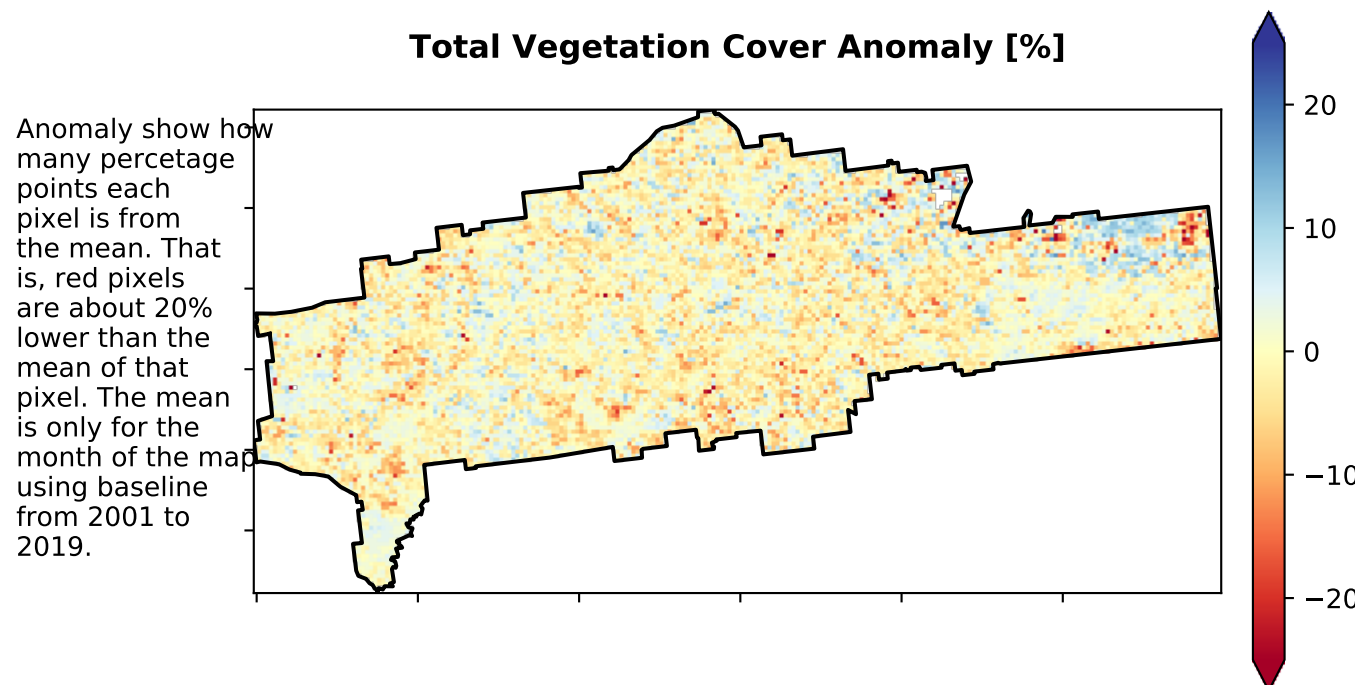 Total Vegetation Cover Anomaly [%]
Anomaly show how
many percetage
points each
pixel is from
the mean. That
is, red pixels
are about 20%
lower than the
mean of that
pixel. The mean
is only for the
month of the map
using baseline
from 2001 to
2019.
20
10
0
−10
−20